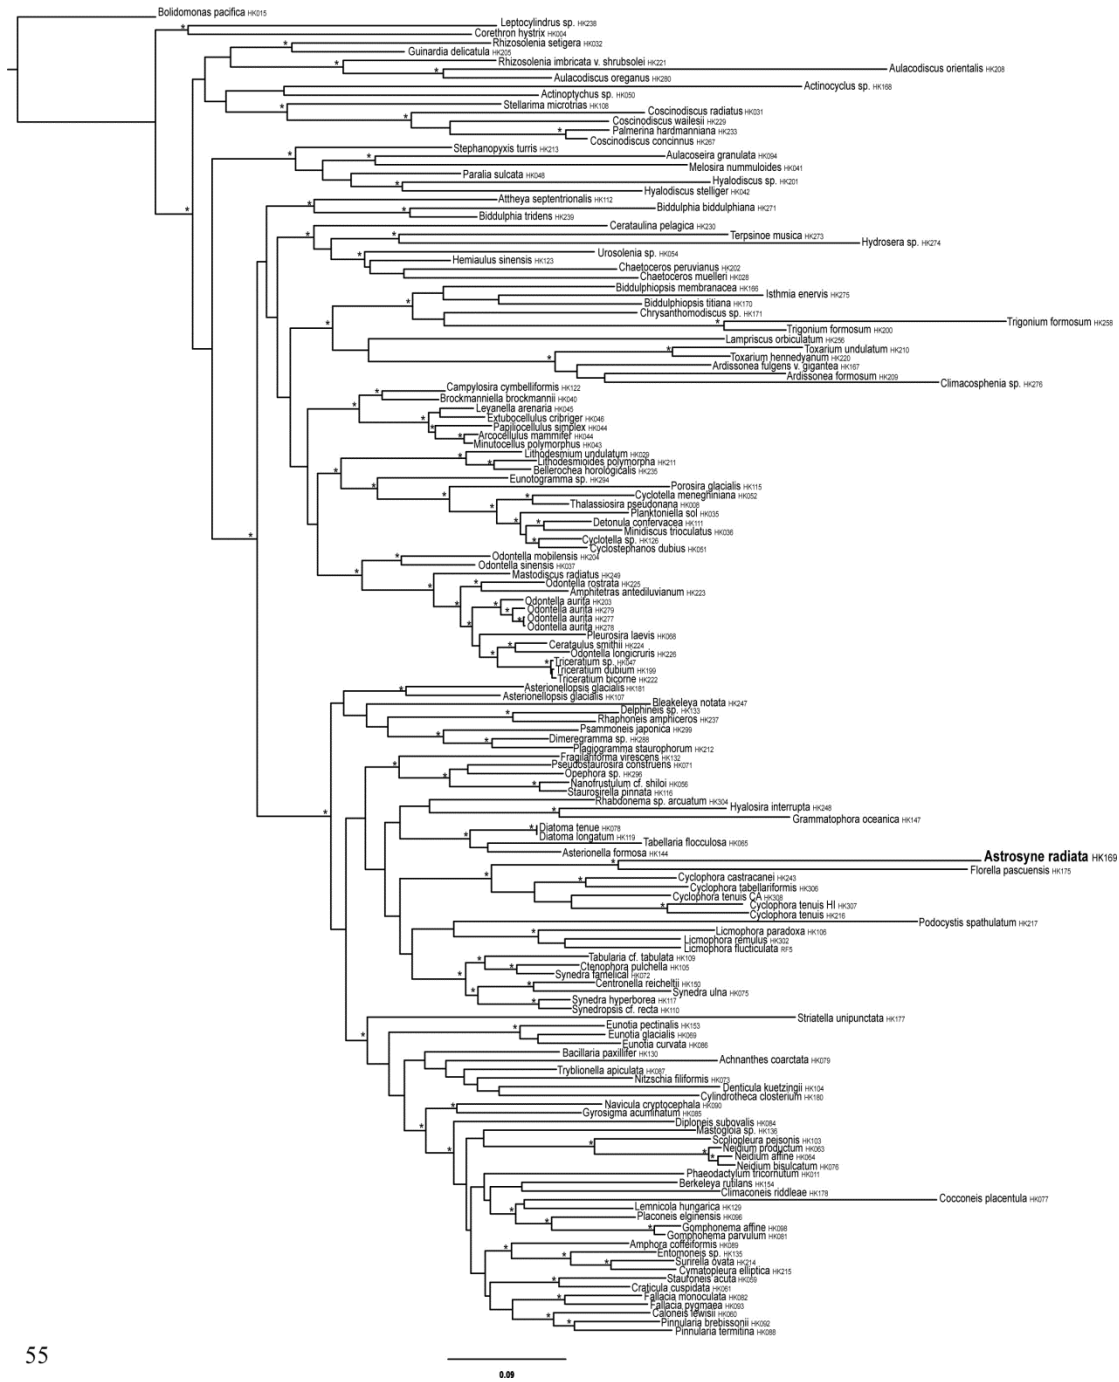 Bolidomonas pacifica HK015
Leptocylindrus sp. HK238
Corethron hystrix HK004
Rhizosolenia setigera HK032
Guinardia delicatula HK205
Rhizosolenia imbricata v. shrubsolei HK221
Aulacodiscus orientalis HK208
Aulacodiscus oreganus HK280
Actinocyclus sp. HK168
Actinoptychus sp. HK050
Stellarima microtrias HK108
Coscinodiscus radiatus HK031
Coscinodiscus wailesii HK229
Palmerina hardmanniana HK233
Coscinodiscus concinnus HK267
Stephanopyxis turris HK213
Aulacoseira granulata HK094
Melosira nummuloides HK041
Paralia sulcata HK048
Hyalodiscus sp. HK201
Hyalodiscus stelliger HK042
Attheya septentrionalis HK112
Biddulphia biddulphiana HK271
Biddulphia tridens HK239
Cerataulina pelagica HK230
Terpsinoe musica HK273
Hydrosera sp. HK274
Urosolenia sp. HK054
Hemiaulus sinensis HK123
Chaetoceros peruvianus HK202
Chaetoceros muelleri HK028
Biddulphiopsis membranacea HK166
Isthmia enervis HK275
Biddulphiopsis titiana HK170
Chrysanthomodiscus sp. HK171
Trigonium formosum HK258
Trigonium formosum HK200
Lampriscus orbiculatum HK256
Toxarium undulatum HK210
Toxarium hennedyanum HK220
Ardissonea fulgens v. gigantea HK167
Ardissonea formosum HK209
Climacosphenia sp. HK276
Campylosira cymbelliformis HK122
Brockmanniella brockmannii HK040
Leyanella arenaria HK045
Extubocellulus cribriger HK046
Papiliocellulus simplex HK044
Arcocellulus mammifer HK044
Minutocellus polymorphus HK043
Lithodesmium undulatum HK029
Lithodesmioides polymorpha HK211
Bellerochea horologicalis HK235
Eunotogramma sp. HK294
Porosira glacialis HK115
Cyclotella meneghiniana HK052
Thalassiosira pseudonana HK008
Planktoniella sol HK035
Detonula confervacea HK111
Minidiscus trioculatus HK036
Cyclotella sp. HK126
Cyclostephanos dubius HK051
Odontella mobilensis HK204
Odontella sinensis HK037
Mastodiscus radiatus HK249
Odontella rostrata HK225
Amphitetras antediluvianum HK223
Odontella aurita HK203
Odontella aurita HK279
Odontella aurita HK277
Odontella aurita HK278
Pleurosira laevis HK068
Cerataulus smithii HK224
Odontella longicruris HK226
Triceratium sp. HK047
Triceratium dubium HK199
Triceratium bicorne HK222
Asterionellopsis glacialis HK181
Asterionellopsis glacialis HK107
Bleakeleya notata HK247
Delphineis sp. HK133
Rhaphoneis amphiceros HK237
Psammoneis japonica HK299
Dimeregramma sp. HK288
Plagiogramma staurophorum HK212
Fragilariforma virescens HK132
Pseudostaurosira construens HK071
Opephora sp. HK296
Nanofrustulum cf. shiloi HK056
Staurosirella pinnata HK116
Rhabdonema sp. arcuatum HK304
Hyalosira interrupta HK248
Grammatophora oceanica HK147
Diatoma tenue HK078
Diatoma longatum HK119
Tabellaria flocculosa HK065
Asterionella formosa HK144
Astrosyne radiata HK169
Florella pascuensis HK175
Cyclophora castracanei HK243
Cyclophora tabellariformis HK306
Cyclophora tenuis CA HK308
Cyclophora tenuis HI HK307
Cyclophora tenuis HK216
Podocystis spathulatum HK217
Licmophora paradoxa HK106
Licmophora remulus HK302
Licmophora flucticulata RF5
Tabularia cf. tabulata HK109
Ctenophora pulchella HK105
Synedra famelical HK072
Centronella reicheltii HK150
Synedra ulna HK075
Synedra hyperborea HK117
Synedropsis cf. recta HK110
Striatella unipunctata HK177
Eunotia pectinalis HK153
Eunotia glacialis HK069
Eunotia curvata HK086
Bacillaria paxillifer HK130
Achnanthes coarctata HK079
Tryblionella apiculata HK087
Nitzschia filiformis HK073
Denticula kuetzingii HK104
Cylindrotheca closterium HK180
Navicula cryptocephala HK090
Gyrosigma acuminatum HK085
Diploneis subovalis HK084
Mastogloia sp. HK136
Scoliopleura peisonis HK103
Neidium productum HK063
Neidium affine HK064
Neidium bisulcatum HK076
Phaeodactylum tricornutum HK011
Berkeleya rutilans HK154
Climaconeis riddleae HK178
Cocconeis placentula HK077
Lemnicola hungarica HK129
Placoneis elginensis HK096
Gomphonema affine HK098
Gomphonema parvulum HK081
Amphora coffeiformis HK089
Entomoneis sp. HK135
Surirella ovata HK214
Cymatopleura elliptica HK215
Stauroneis acuta HK059
Craticula cuspidata HK061
Fallacia monoculata HK082
Fallacia pygmaea HK093
Caloneis lewisii HK060
Pinnularia brebissonii HK092
Pinnularia termitina HK088
55
0.09